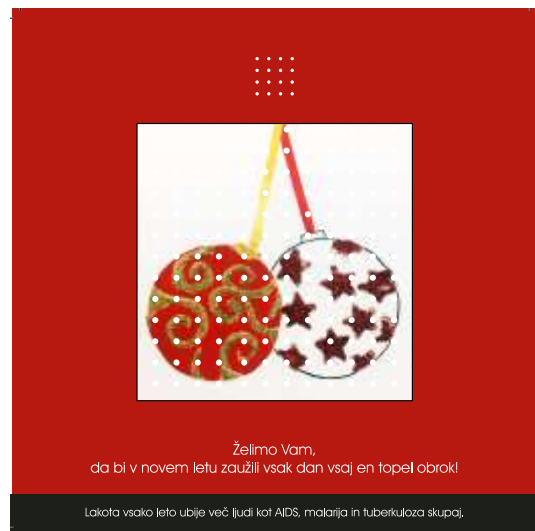 Želimo Vam,
da bi v novem letu zaužili vsak dan vsaj en topel obrok!
Lakota vsako leto ubije več ljudi kot AIDS, malarija in tuberkuloza skupaj.